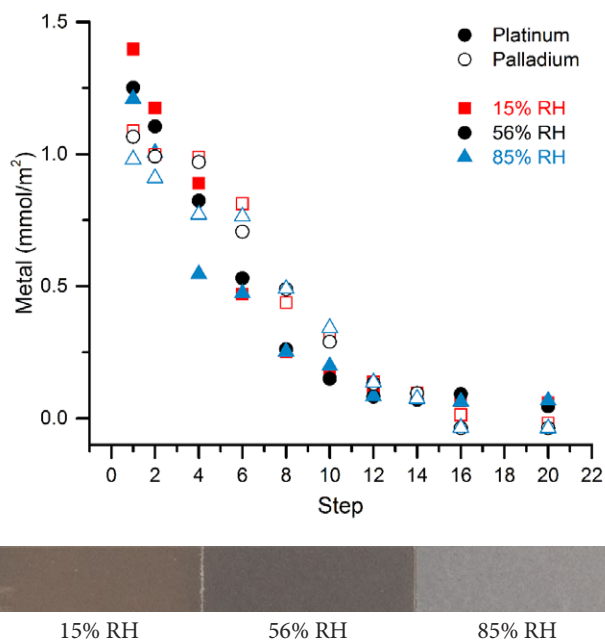 1.5
1.0
0.5
0.0
Metal (mmol/m²)
Platinum
Palladium
15% RH
56% RH
85% RH
0 2 4 6 8 10 12 14 16 18 20 22
Step
15% RH 56% RH 85% RH